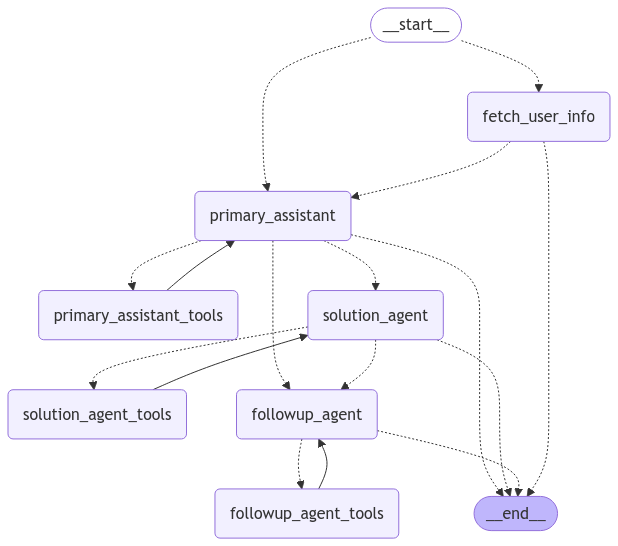 __start__
fetch_user_info
primary_assistant
primary_assistant_tools
solution_agent
solution_agent_tools
followup_agent
followup_agent_tools
__end__